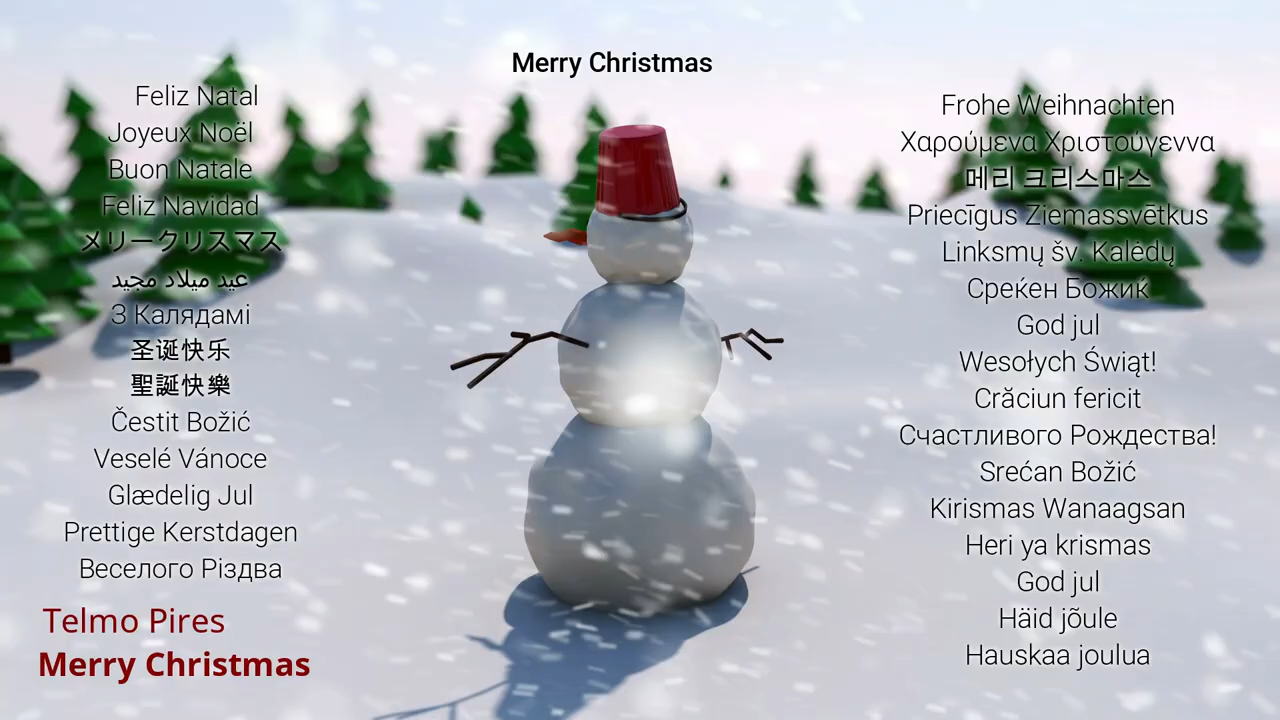 Merry Christmas
Feliz Natal
Joyeux Noël
Buon Natale
Feliz Navidad
メリークリスマス
عيد ميلاد مجيد
З Калядамі
圣诞快乐
聖誕快樂
Čestit Božić
Veselé Vánoce
Glædelig Jul
Prettige Kerstdagen
Веселого Різдва
Telmo Pires
Merry Christmas
Frohe Weihnachten
Χαρούμενα Χριστούγεννα
메리 크리스마스
Priecīgus Ziemassvētkus
Linksmų šv. Kalėdų
Среќен Божиќ
God jul
Wesołych Świąt!
Crăciun fericit
Счастливого Рождества!
Srećan Božić
Kirismas Wanaagsan
Heri ya krismas
God jul
Häid jõule
Hauskaa joulua